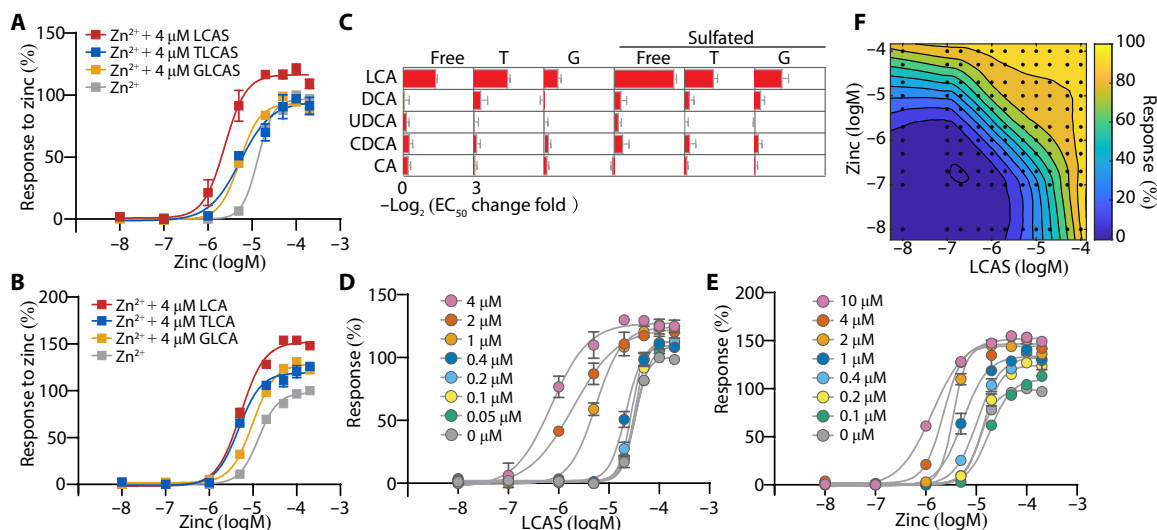 A
Response to zinc (%)
150
100
50
0
Zn²⁺ + 4 μM LCAS
Zn²⁺ + 4 μM TLCAS
Zn²⁺ + 4 μM GLCAS
Zn²⁺
−8 −7 −6 −5 −4 −3
Zinc (logM)
B
Response to zinc (%)
200
150
100
50
0
Zn²⁺ + 4 μM LCA
Zn²⁺ + 4 μM TLCA
Zn²⁺ + 4 μM GLCA
Zn²⁺
−8 −7 −6 −5 −4 −3
Zinc (logM)
C
Sulfated
Free T G Free T G
LCA
DCA
UDCA
CDCA
CA
0 3
−Log₂ (EC₅₀ change fold )
D
Response (%)
150
100
50
0
4 μM
2 μM
1 μM
0.4 μM
0.2 μM
0.1 μM
0.05 μM
0 μM
−8 −7 −6 −5 −4 −3
LCAS (logM)
E
Response (%)
200
150
100
50
0
10 μM
4 μM
2 μM
1 μM
0.4 μM
0.2 μM
0.1 μM
0 μM
−8 −7 −6 −5 −4 −3
Zinc (logM)
F
Zinc (logM)
−4
−5
−6
−7
−8
−8 −7 −6 −5 −4
LCAS (logM)
100
80
60
40
20
0
Response (%)